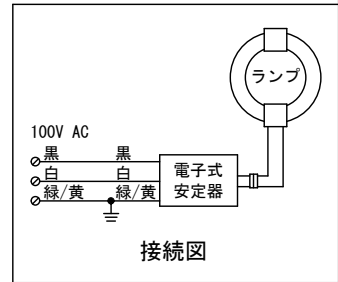 ランプ
100V AC
黒 黒
白 白
緑/黄 緑/黄
電子式
安定器
接続図